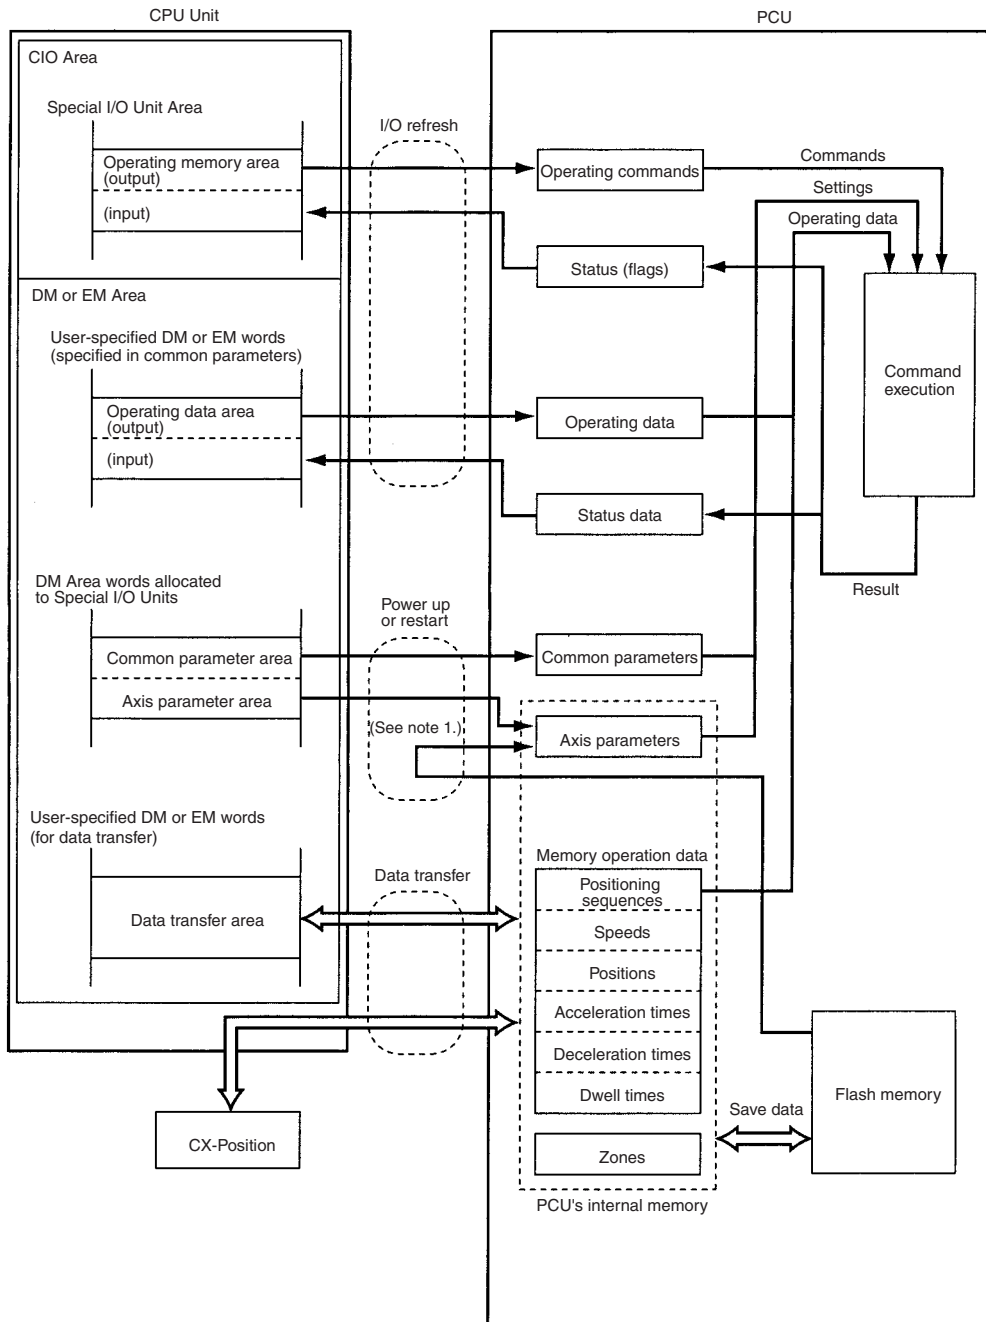 CPU Unit
PCU
CIO Area
Special I/O Unit Area
I/O refresh
Operating memory area
(output)
(input)
Operating commands
Commands
Settings
Operating data
Status (flags)
DM or EM Area
User-specified DM or EM words
(specified in common parameters)
Operating data area
(output)
(input)
Operating data
Status data
Command
execution
Result
DM Area words allocated
to Special I/O Units
Power up
or restart
Common parameter area
Axis parameter area
Common parameters
(See note 1.)
Axis parameters
User-specified DM or EM words
(for data transfer)
Data transfer
Data transfer area
Memory operation data
Positioning
sequences
Speeds
Positions
Acceleration times
Deceleration times
Dwell times
Zones
PCU's internal memory
Save data
Flash memory
CX-Position